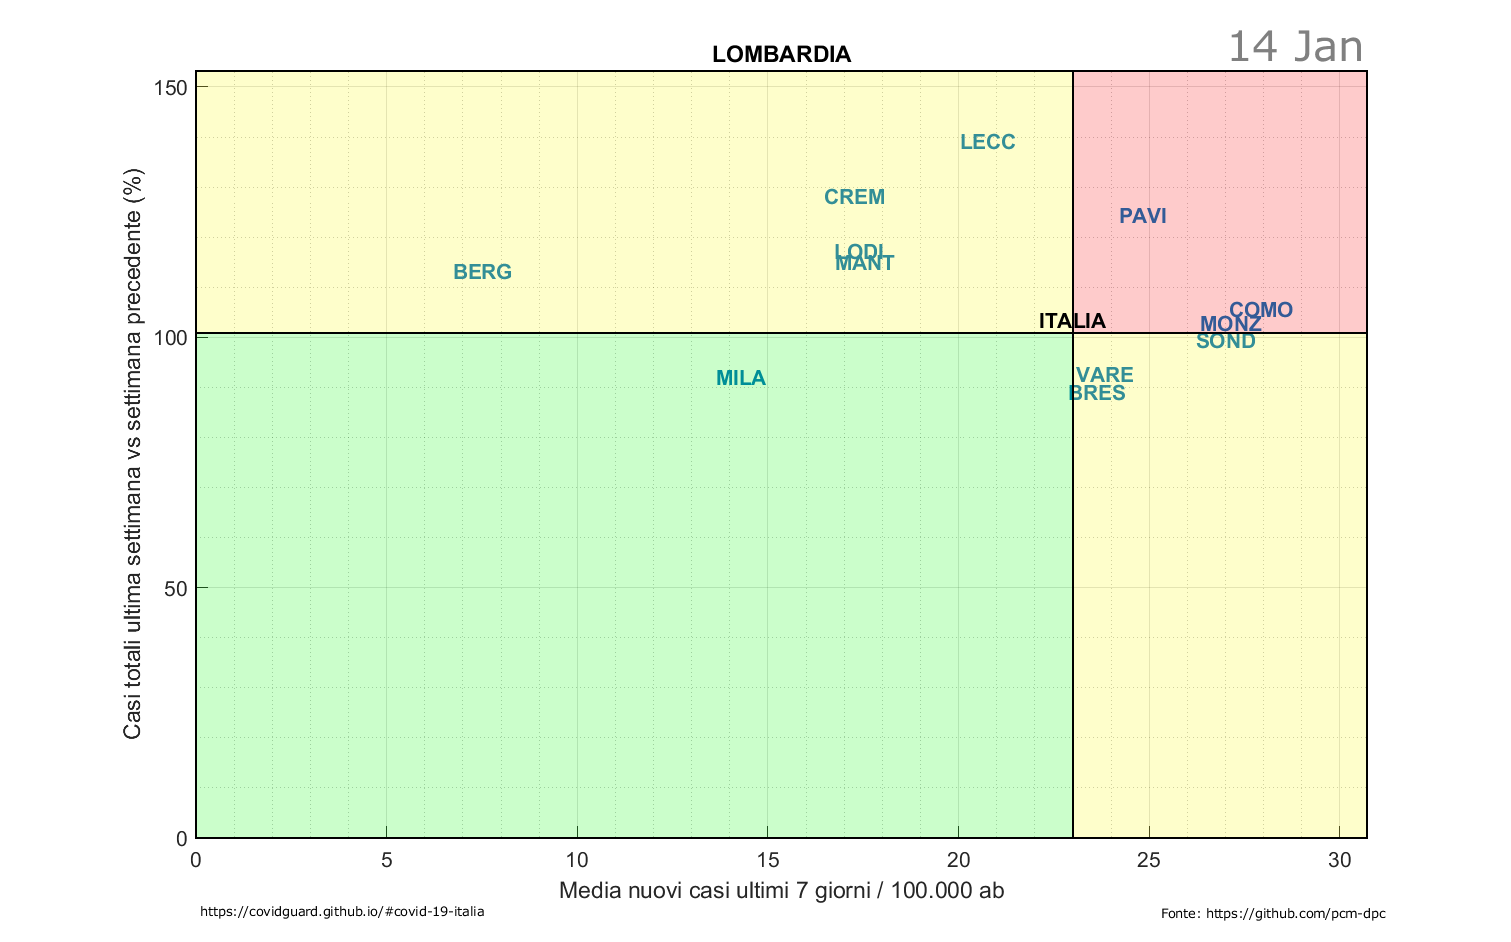 14 Jan
LOMBARDIA
Casi totali ultima settimana vs settimana precedente (%)
150
100
50
0
LECC
CREM
PAVI
LODI
MANT
BERG
COMO
ITALIA
MONZ
SOND
MILA
VARE
BRES
0 5 10 15 20 25 30
Media nuovi casi ultimi 7 giorni / 100.000 ab
https://covidguard.github.io/#covid-19-italia
Fonte: https://github.com/pcm-dpc